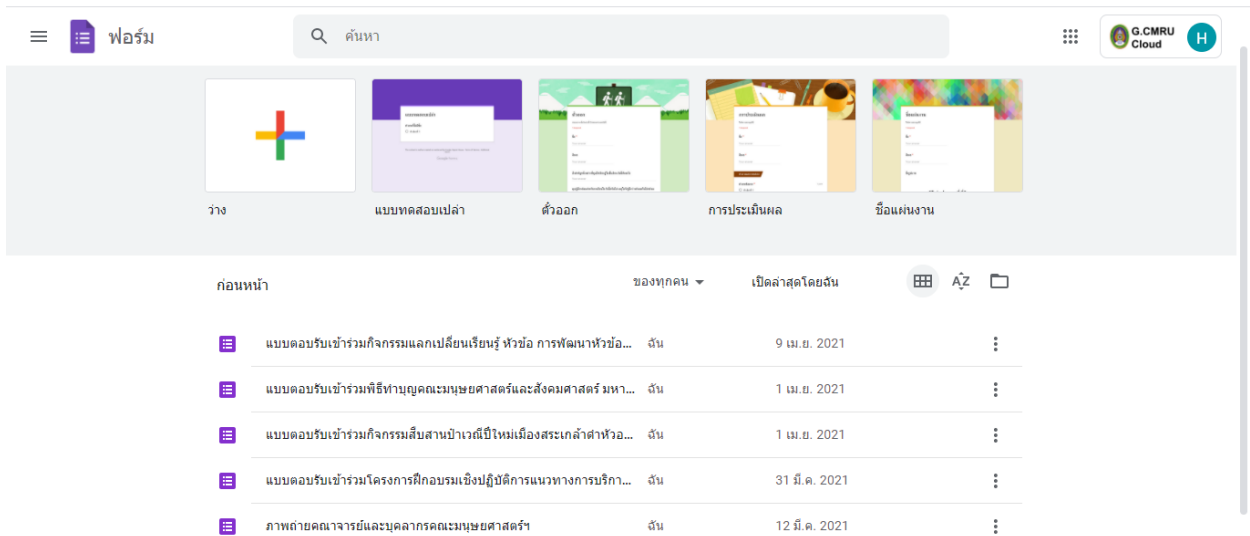 ฟอร์ม
ค้นหา
G.CMRU
Cloud
H
ว่าง
แบบทดสอบเปล่า
ตั๋วออก
การประเมินผล
ชื่อแผ่นงาน
ก่อนหน้า
ของทุกคน
เปิดล่าสุดโดยฉัน
AZ
แบบตอบรับเข้าร่วมกิจกรรมแลกเปลี่ยนเรียนรู้ หัวข้อ การพัฒนาหัวข้อ... ฉัน 9 เม.ย. 2021
แบบตอบรับเข้าร่วมพิธีทำบุญคณะมนุษยศาสตร์และสังคมศาสตร์ มหา... ฉัน 1 เม.ย. 2021
แบบตอบรับเข้าร่วมกิจกรรมสืบสานป๋าเวณีปี๋ใหม่เมืองสระเกล้าดำหัวอ... ฉัน 1 เม.ย. 2021
แบบตอบรับเข้าร่วมโครงการฝึกอบรมเชิงปฏิบัติการแนวทางการบริกา... ฉัน 31 มี.ค. 2021
ภาพถ่ายคณาจารย์และบุคลากรคณะมนุษยศาสตร์ฯ ฉัน 12 มี.ค. 2021